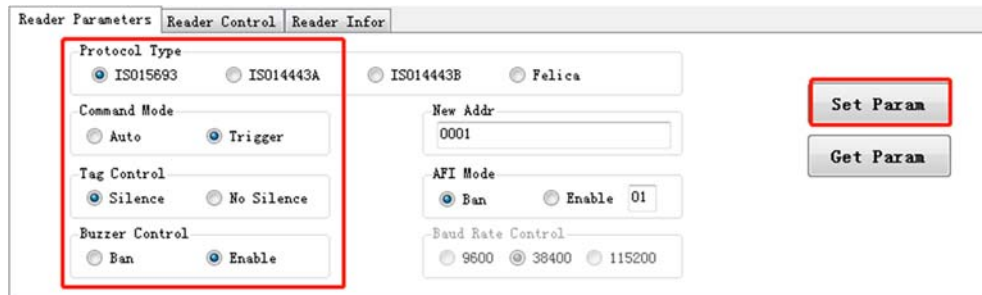 Reader Parameters Reader Control Reader Infor
Protocol Type
ISO15693 ISO14443A ISO14443B Felica
Command Mode
Auto Trigger
New Addr
0001
Set Param
Get Param
Tag Control
Silence No Silence
AFI Mode
Ban Enable 01
Buzzer Control
Ban Enable
Baud Rate Control
9600 38400 115200